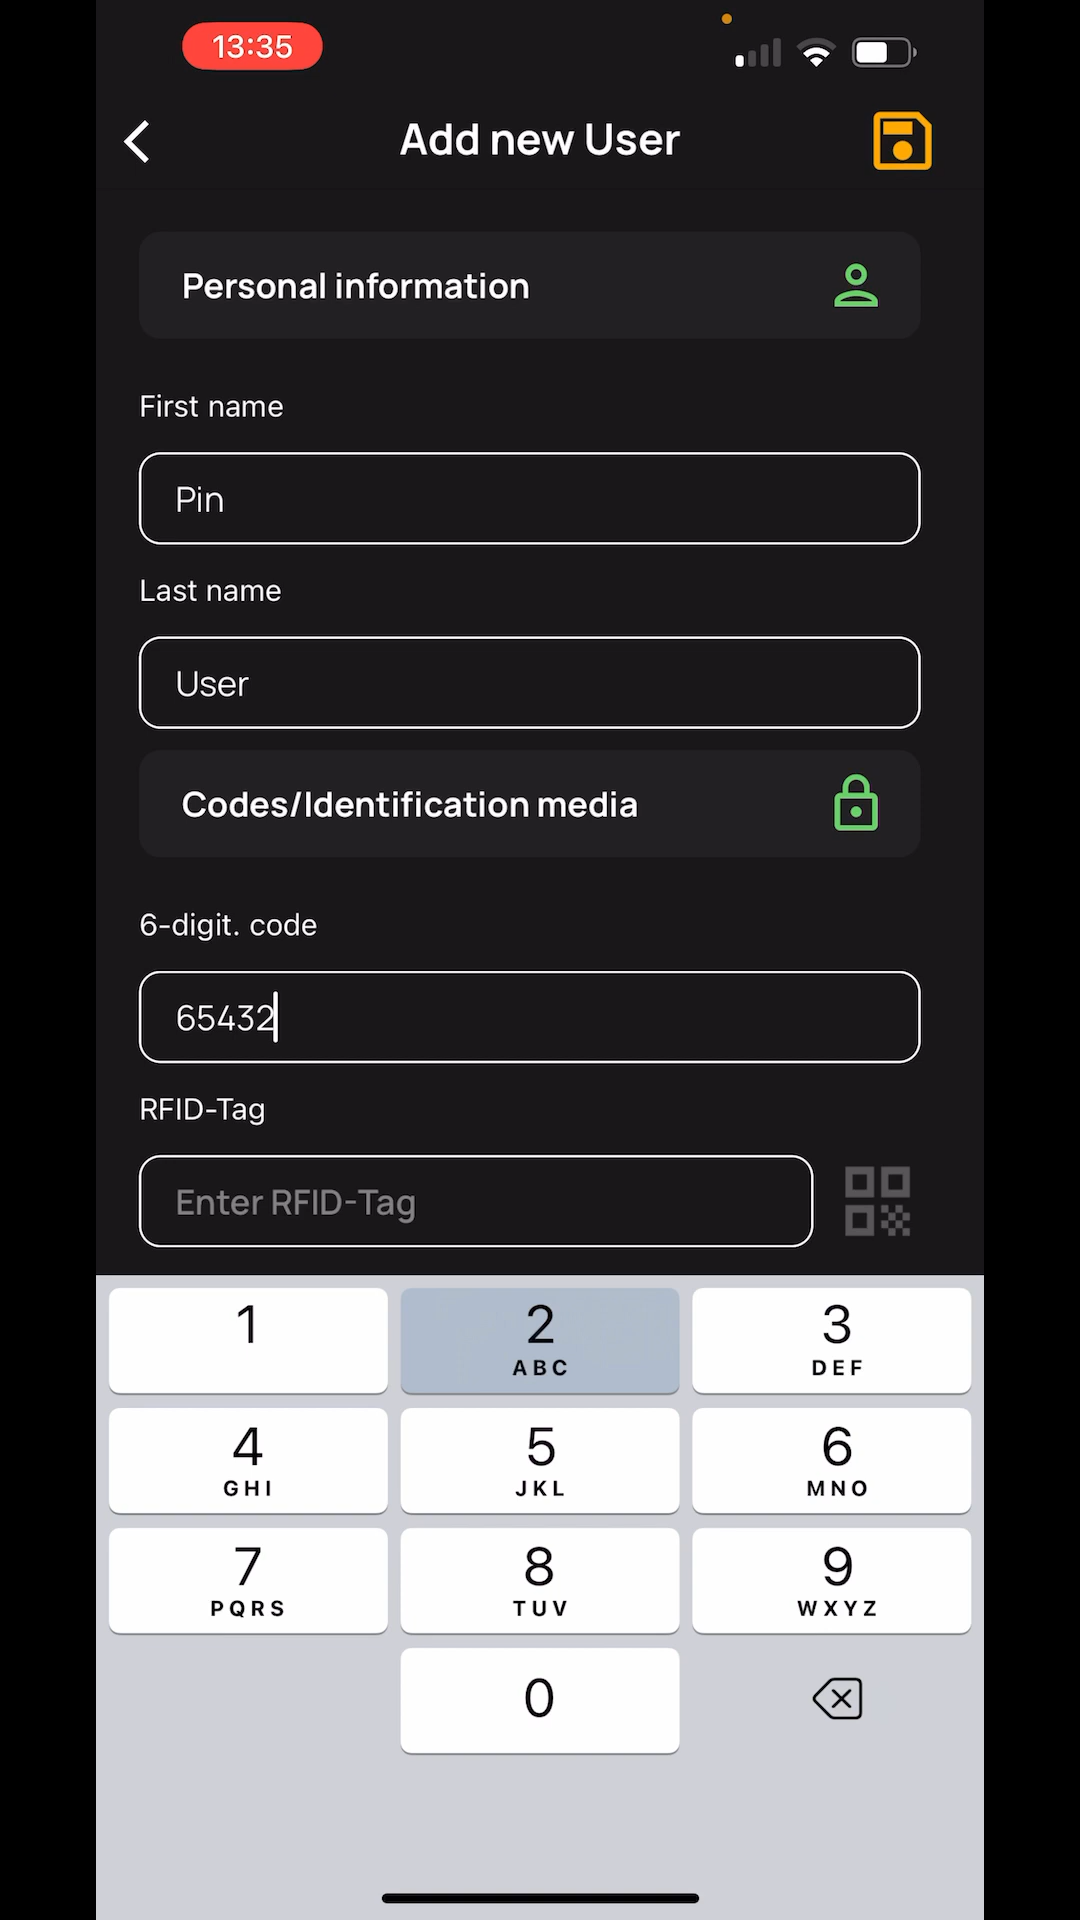 13:35
Add new User
Personal information
First name
Pin
Last name
User
Codes/Identification media
6-digit. code
65432
RFID-Tag
Enter RFID-Tag
1
2
ABC
3
DEF
4
GHI
5
JKL
6
MNO
7
PQRS
8
TUV
9
WXYZ
0